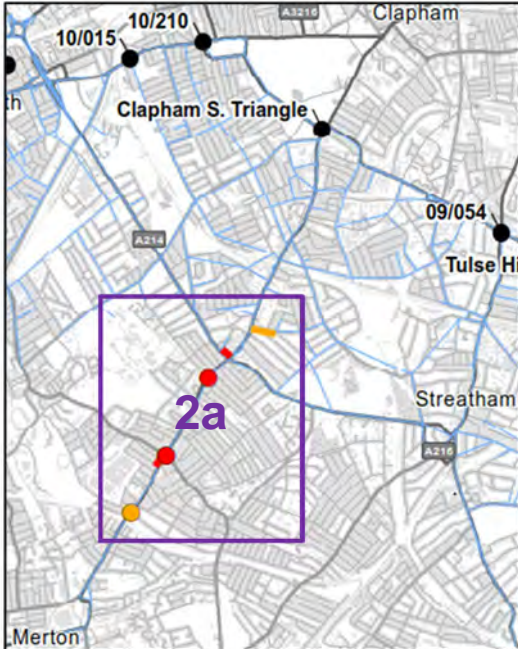 Clapham
A3216
10/210
10/015
th
Clapham S. Triangle
09/054
Tulse Hi
A214
2a
Streatham
A216
Merton